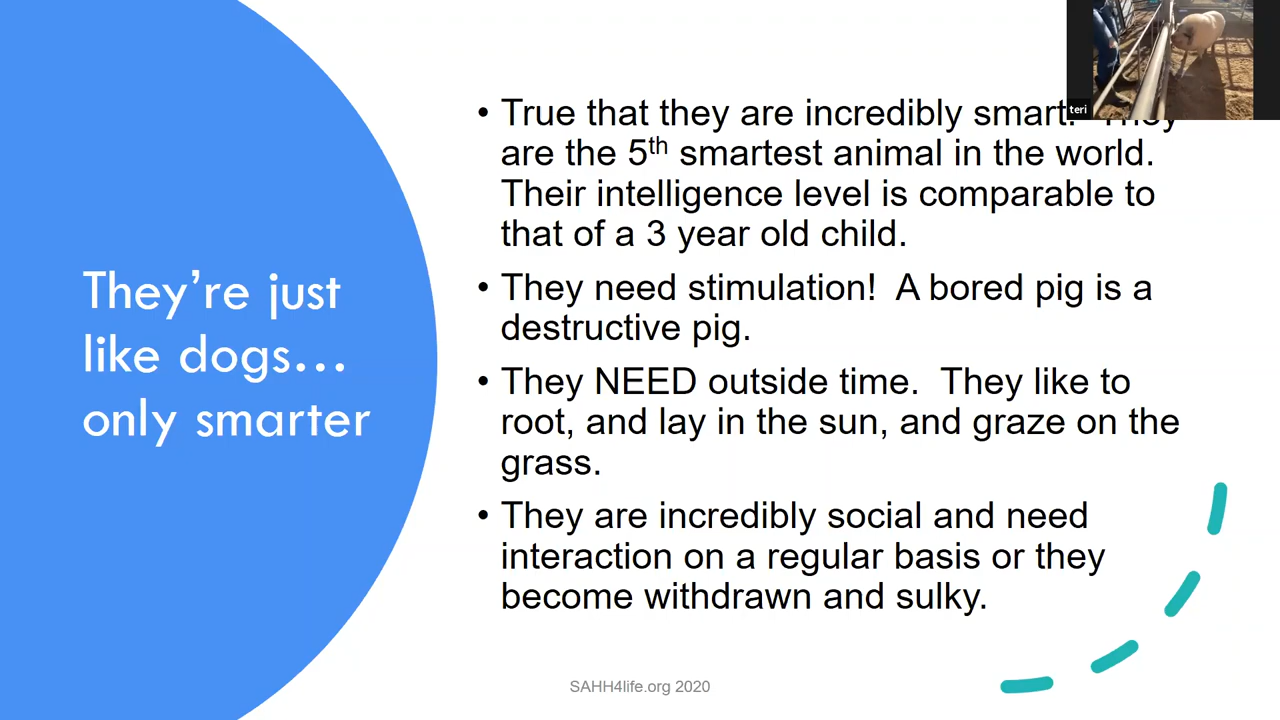 They're just
like dogs…
only smarter
• True that they are incredibly smart. They
are the 5th smartest animal in the world.
Their intelligence level is comparable to
that of a 3 year old child.
• They need stimulation!  A bored pig is a
destructive pig.
• They NEED outside time.  They like to
root, and lay in the sun, and graze on the
grass.
• They are incredibly social and need
interaction on a regular basis or they
become withdrawn and sulky.
SAHH4life.org 2020
teri